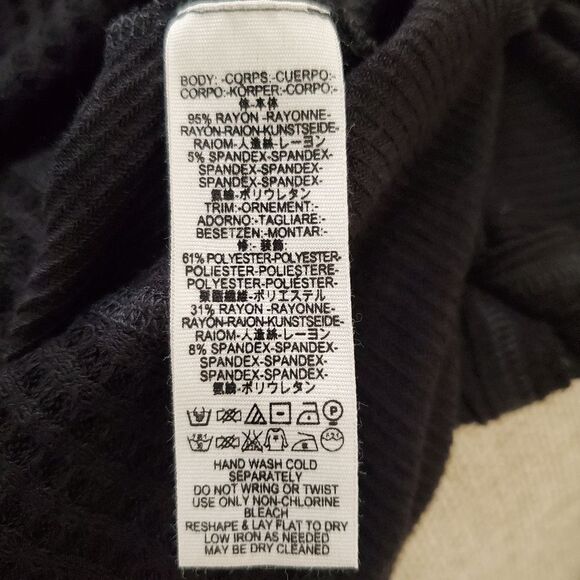 BODY:-CORPS:-CUERPO:-
CORPO:-KÖRPER:-CORPO:-
体-本体
95% RAYON -RAYONNE-
RAYÓN-RAION-KUNSTSEIDE-
RAIOM-人造絲-レーヨン
5% SPANDEX-SPANDEX-
SPANDEX-SPANDEX-
SPANDEX-SPANDEX-
氨綸-ポリウレタン
TRIM:-ORNEMENT:-
ADORNO:-TAGLIARE:-
BESETZEN:-MONTAR:-
修:-装飾:
61% POLYESTER-POLYESTER-
POLIÉSTER-POLIESTERE-
POLYESTER-POLIÉSTER-
聚酯纖維-ポリエステル
31% RAYON-RAYONNE-
RAYÓN-RAION-KUNSTSEIDE-
RAIOM-人造絲-レーヨン
8% SPANDEX-SPANDEX-
SPANDEX-SPANDEX-
SPANDEX-SPANDEX-
氨綸-ポリウレタン
P
HAND WASH COLD
SEPARATELY
DO NOT WRING OR TWIST
USE ONLY NON-CHLORINE
BLEACH
RESHAPE & LAY FLAT TO DRY
LOW IRON AS NEEDED
MAY BE DRY CLEANED